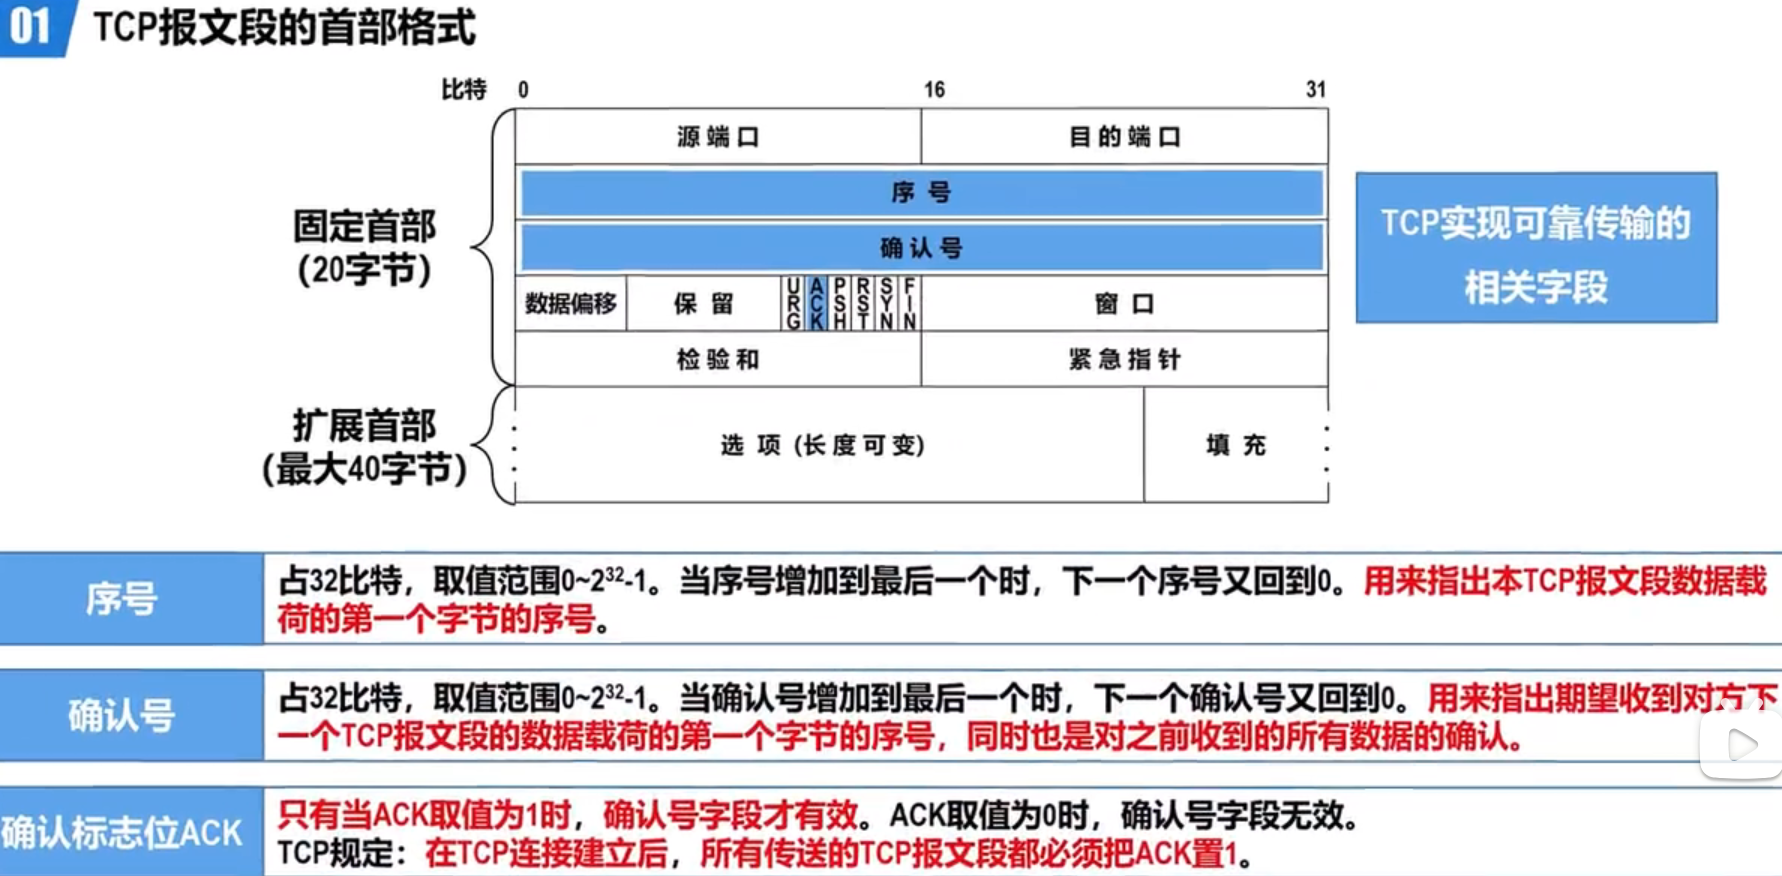 01 TCP报文段的首部格式
比特 0 16 31
源端口 目的端口
序号
确认号
固定首部
(20字节)
数据偏移 保留 URG ACK PSH RST SYN FIN 窗口
检验和 紧急指针
扩展首部
(最大40字节)
选项 (长度可变) 填充
TCP实现可靠传输的
相关字段
序号
占32比特，取值范围0~2³²-1。当序号增加到最后一个时，下一个序号又回到0。用来指出本TCP报文段数据载
荷的第一个字节的序号。
确认号
占32比特，取值范围0~2³²-1。当确认号增加到最后一个时，下一个确认号又回到0。用来指出期望收到对方下
一个TCP报文段的数据载荷的第一个字节的序号，同时也是对之前收到的所有数据的确认。
确认标志位ACK
只有当ACK取值为1时，确认号字段才有效。ACK取值为0时，确认号字段无效。
TCP规定：在TCP连接建立后，所有传送的TCP报文段都必须把ACK置1。